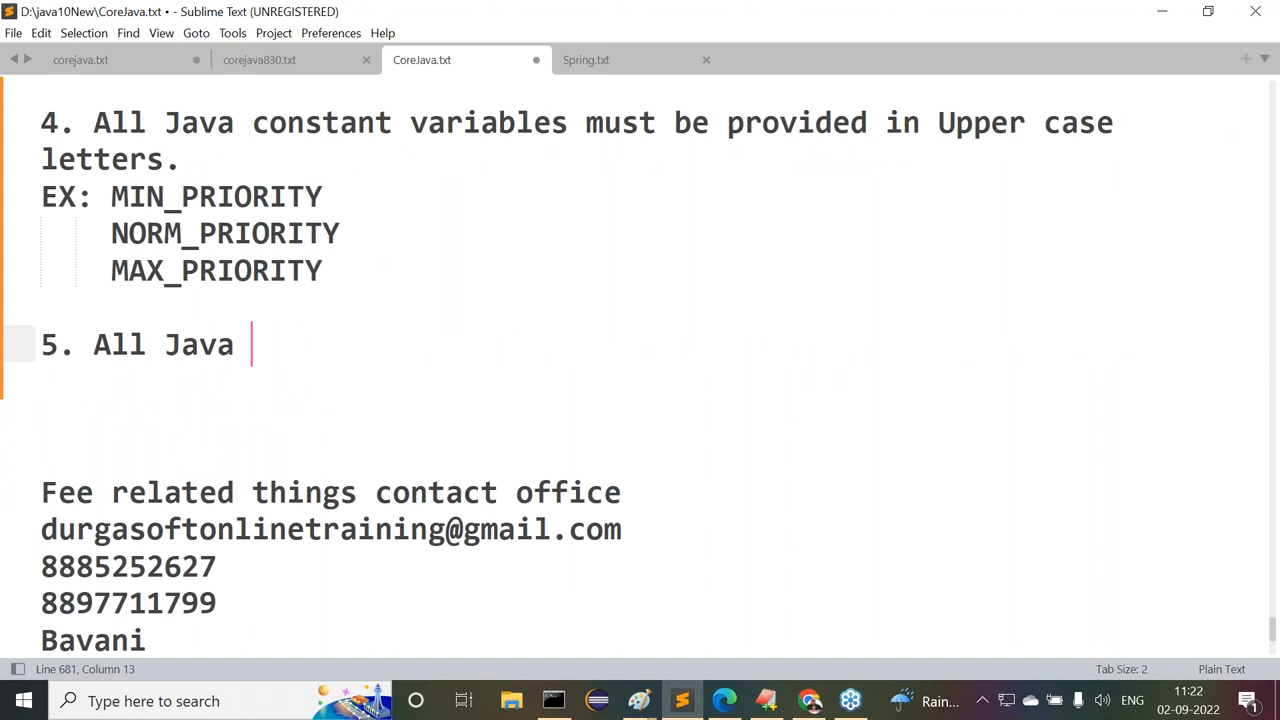 D:\java10New\CoreJava.txt • - Sublime Text (UNREGISTERED)
File Edit Selection Find View Goto Tools Project Preferences Help
corejava.txt corejava830.txt CoreJava.txt Spring.txt
4. All Java constant variables must be provided in Upper case
letters.
EX: MIN_PRIORITY
NORM_PRIORITY
MAX_PRIORITY
5. All Java
Fee related things contact office
durgasoftonlinetraining@gmail.com
8885252627
8897711799
Bavani
Line 681, Column 13 Tab Size: 2 Plain Text
Type here to search Rain... ENG 11:22
02-09-2022 1